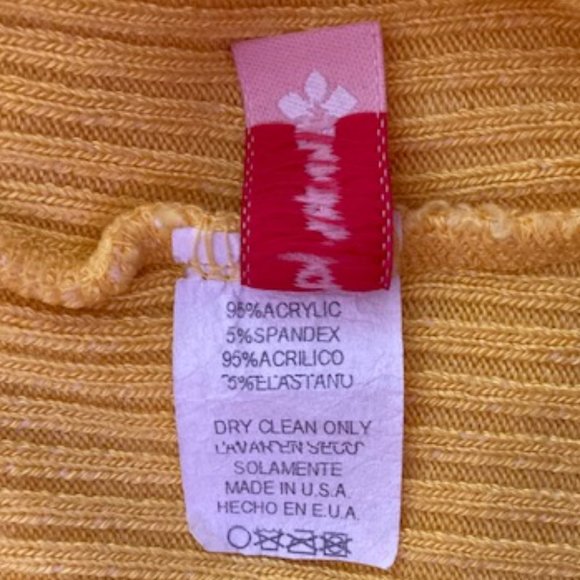 95%ACRYLIC
5%SPANDEX
95%ACRILICO
5%ELASTANO
DRY CLEAN ONLY
LAVAR EN SECO
SOLAMENTE
MADE IN U.S.A.
HECHO EN E.U.A.